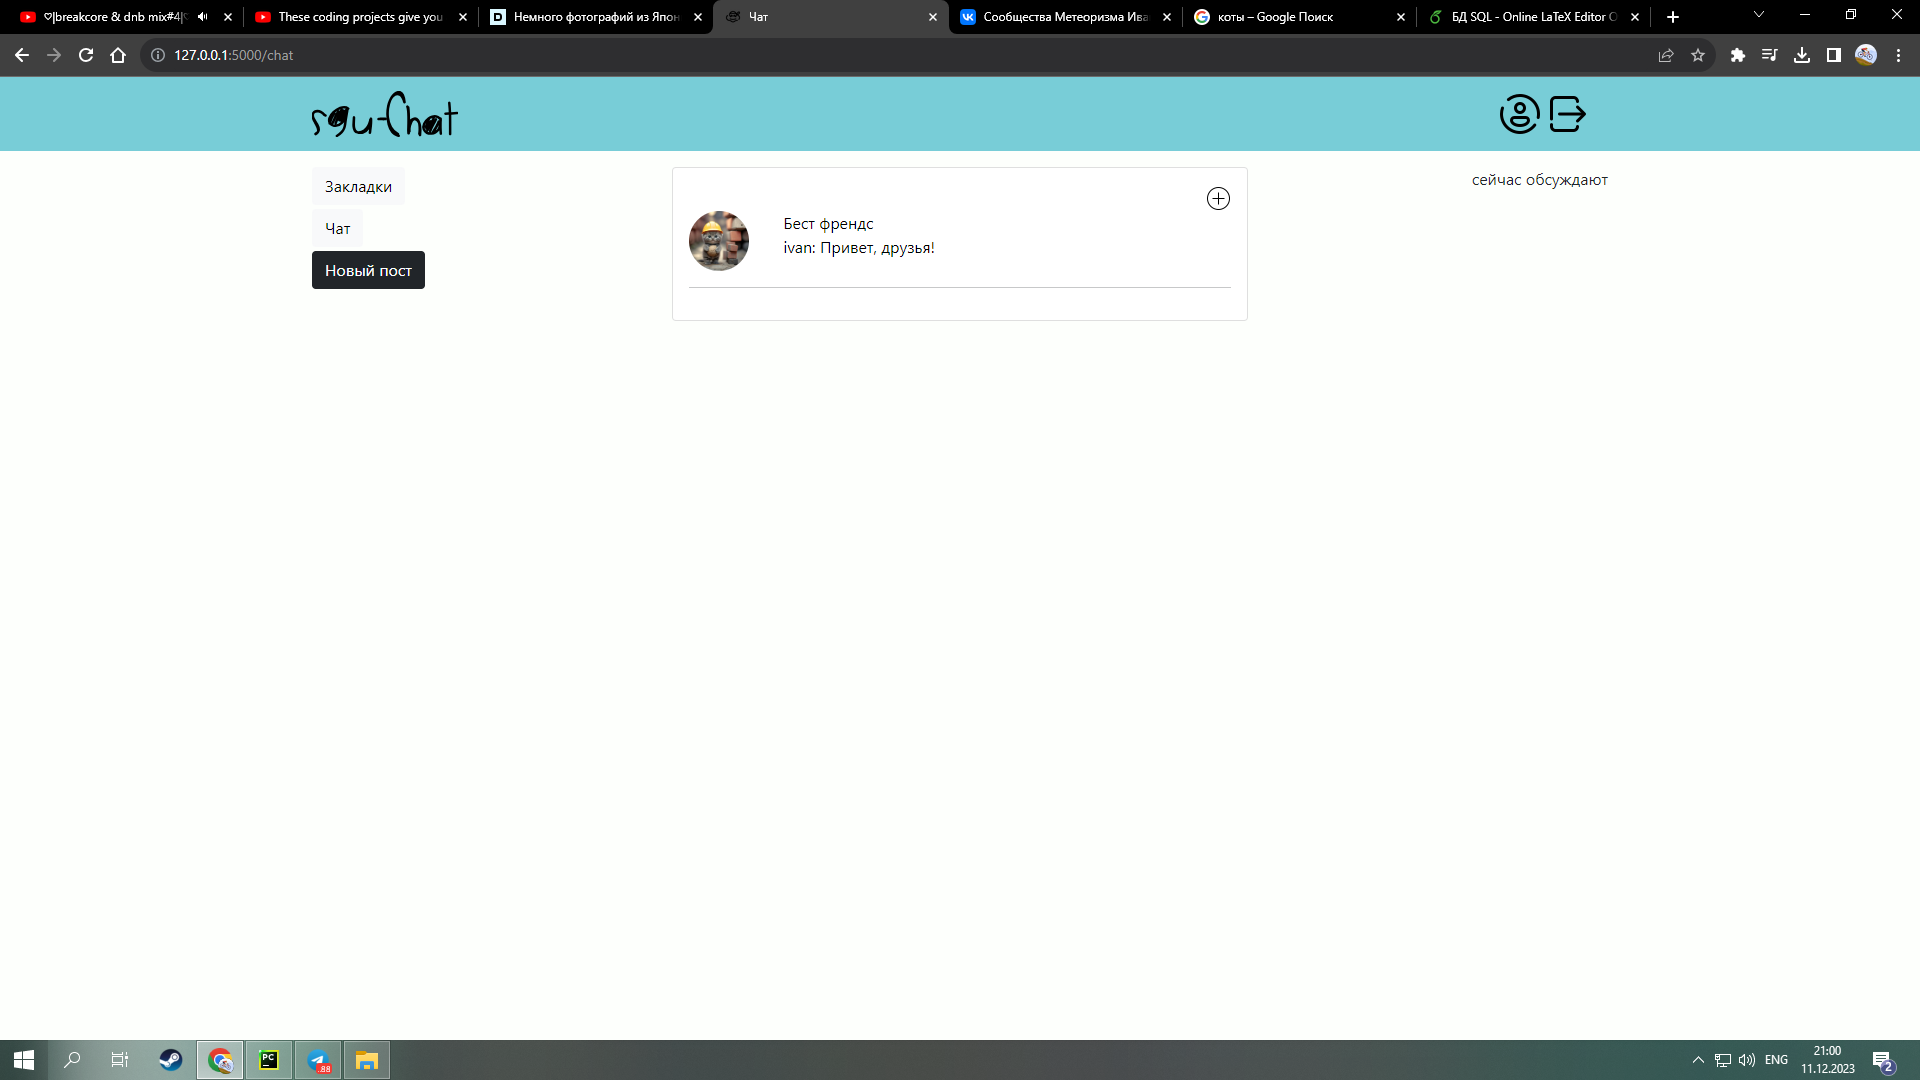 ♡|breakcore & dnb mix#4|♡
These coding projects give you
Немного фотографий из Япон
Чат
Сообщества Метеоризма Ива
коты – Google Поиск
БД SQL - Online LaTeX Editor O
127.0.0.1:5000/chat
sgu-Chat
Закладки
Чат
Новый пост
Бест френдс
ivan: Привет, друзья!
сейчас обсуждают
PC
.88
ENG
21:00
11.12.2023
2